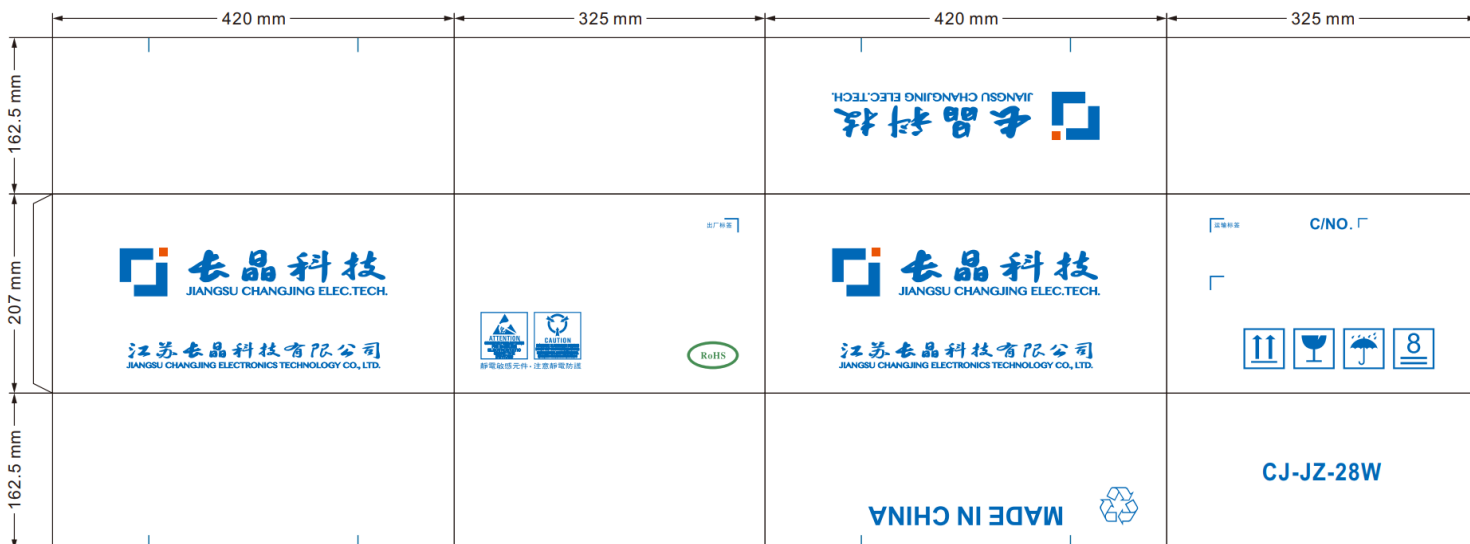 420 mm
325 mm
420 mm
325 mm
162.5 mm
长晶科技
JIANGSU CHANGJING ELEC.TECH.
207 mm
长晶科技
JIANGSU CHANGJING ELEC.TECH.
江苏长晶科技有限公司
JIANGSU CHANGJING ELECTRONICS TECHNOLOGY CO., LTD.
出厂标签
ATTENTION
CAUTION
靜電敏感元件·注意靜電防護
RoHS
长晶科技
JIANGSU CHANGJING ELEC.TECH.
江苏长晶科技有限公司
JIANGSU CHANGJING ELECTRONICS TECHNOLOGY CO., LTD.
运输标签
C/NO.
8
162.5 mm
MADE IN CHINA
CJ-JZ-28W